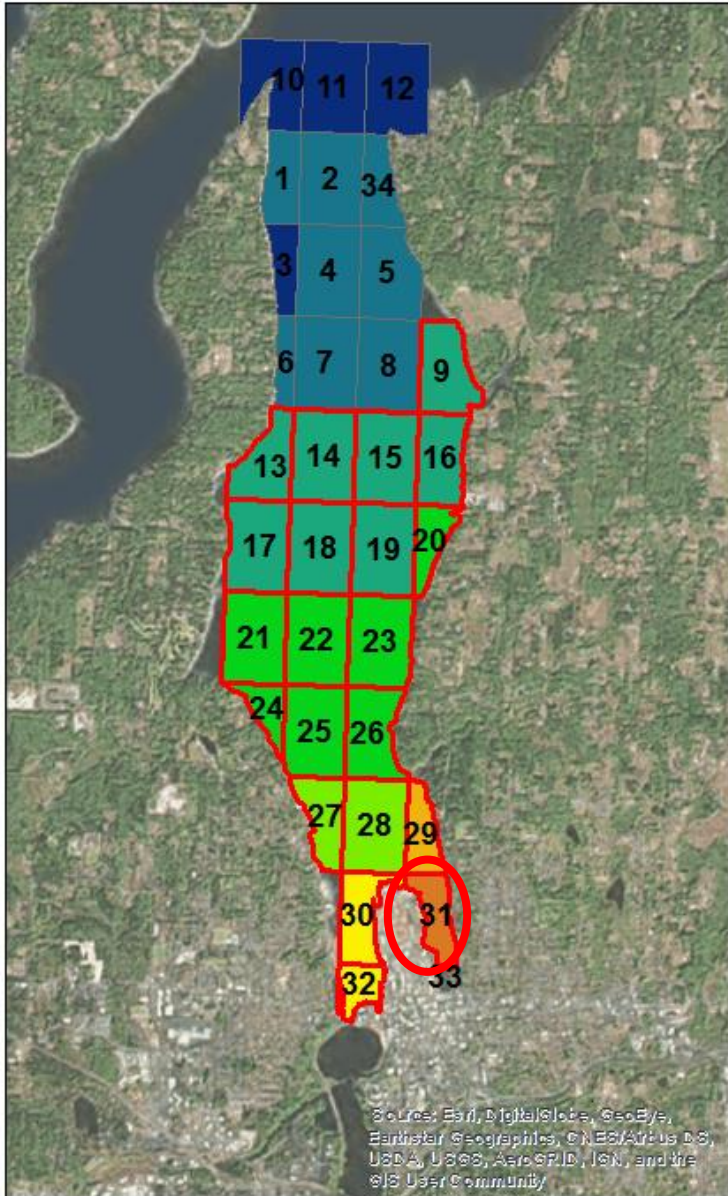 10 11 12
1 2 34
3 4 5
6 7 8 9
13 14 15 16
17 18 19 20
21 22 23
24 25 26
27 28 29
30 31
32 33
Source: Esri, DigitalGlobe, GeoEye,
Earthstar Geographics, CNES/Airbus DS,
USDA, USGS, AeroGRID, IGN, and the
GIS User Community